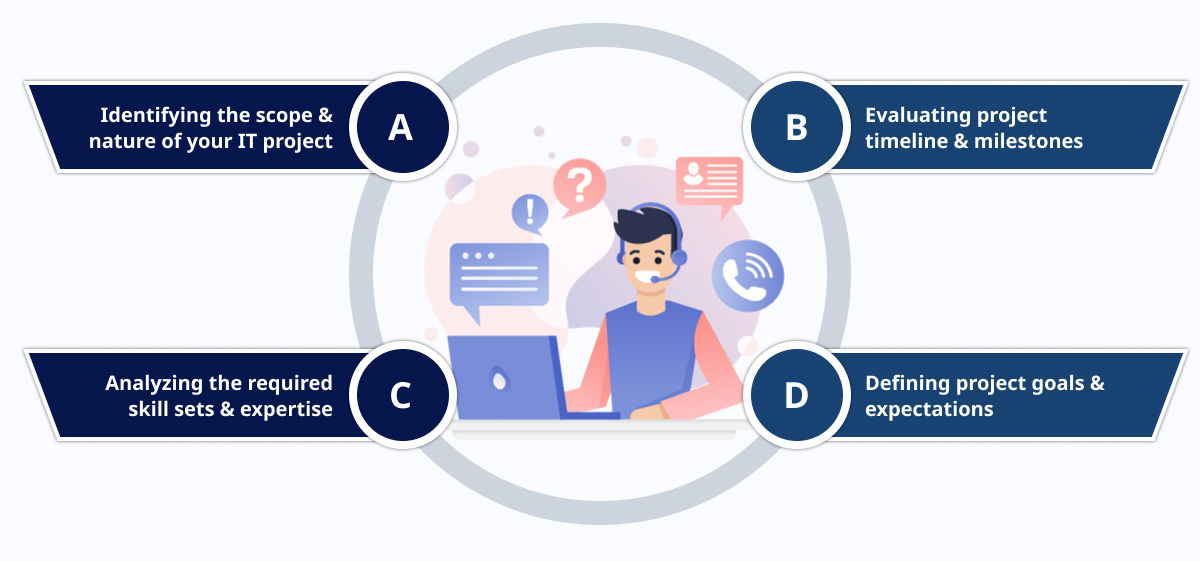 A
Identifying the scope &
nature of your IT project
B
Evaluating project
timeline & milestones
C
Analyzing the required
skill sets & expertise
D
Defining project goals &
expectations
?
!